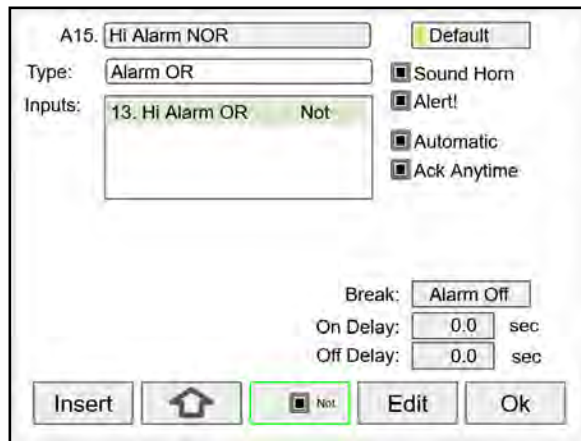 A15. Hi Alarm NOR Default
Type: Alarm OR Sound Horn
Inputs: 13. Hi Alarm OR Not Alert!
Automatic
Ack Anytime
Break: Alarm Off
On Delay: 0.0 sec
Off Delay: 0.0 sec
Insert Not Edit Ok